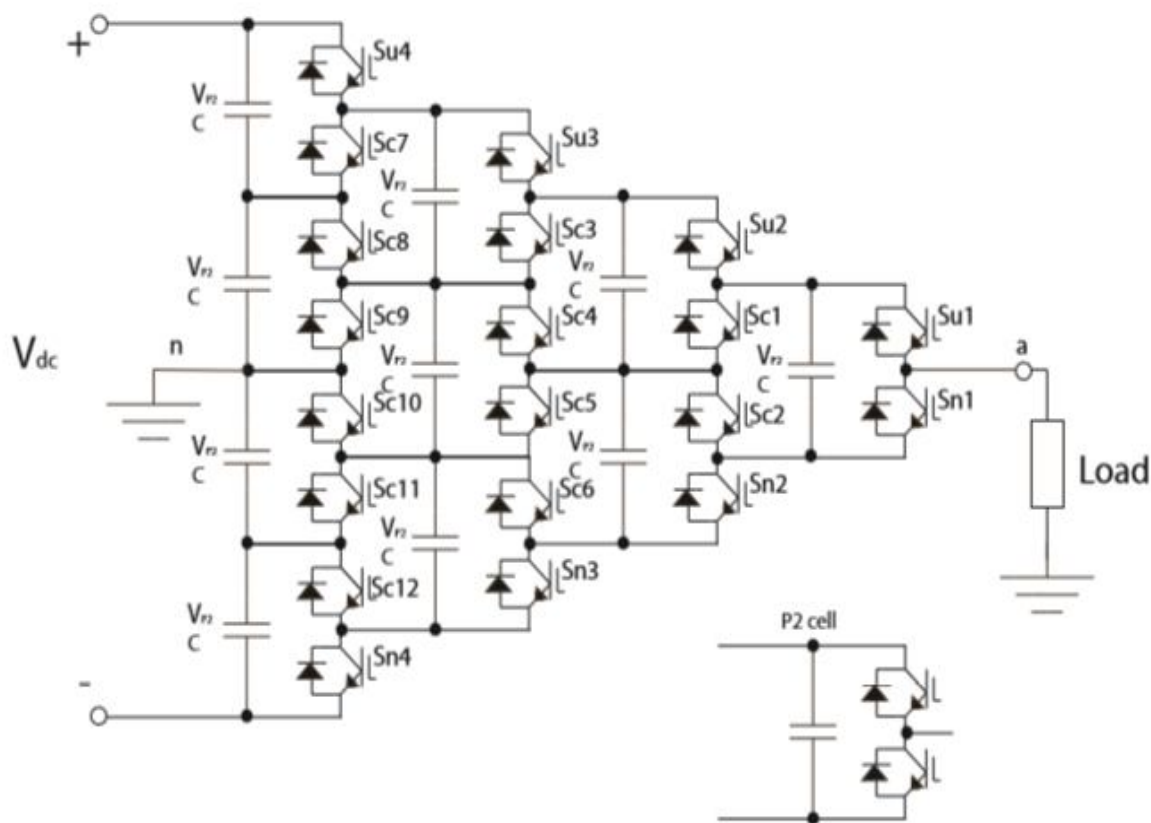 +
Su4
VP2
C
Sc7
Su3
VP2
C
Sc8
Sc3
Su2
VP2
C
VP2
C
Sc9
Sc4
Sc1
Su1
Vdc
n
VP2
C
VP2
C
a
Sc10
Sc5
Sc2
Sn1
VP2
C
VP2
C
Sc11
Sc6
Sn2
Load
VP2
C
Sc12
Sn3
VP2
C
P2 cell
Sn4
-